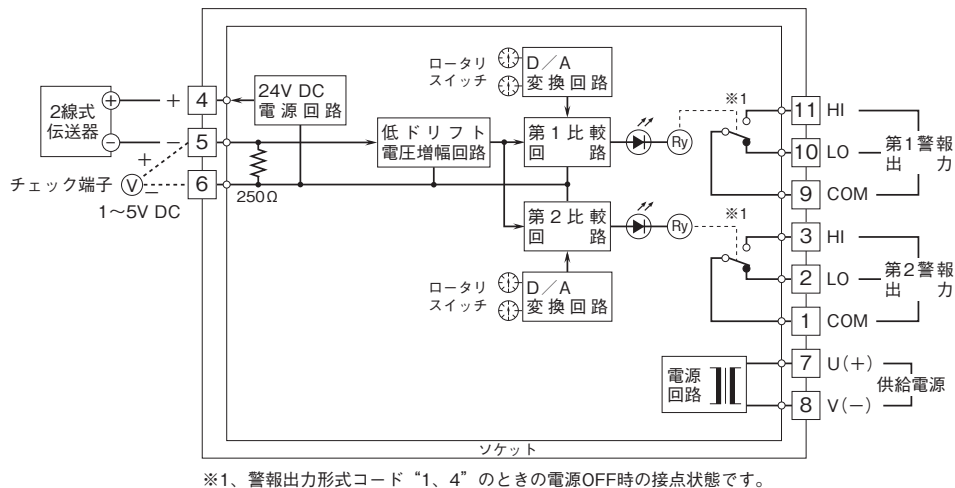 ロータリ
スイッチ
D／A
変換回路
2線式
伝送器
+
−
+
−
4
5
6
24V DC
電源回路
低ドリフト
電圧増幅回路
第1比較
回路
Ry
※1
11 HI
10 LO
9 COM
第1警報
出力
チェック端子
V
+
−
1～5V DC
250Ω
第2比較
回路
Ry
※1
3 HI
2 LO
1 COM
第2警報
出力
ロータリ
スイッチ
D／A
変換回路
電源
回路
7 U(+)
8 V(−)
供給電源
ソケット
※1、警報出力形式コード“1、4”のときの電源OFF時の接点状態です。